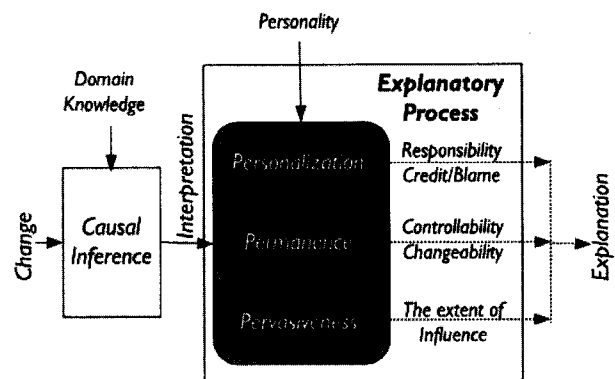 Personality
Domain
Knowledge
Explanatory
Process
Change
Causal
Inference
Interpretation
Personalization
Permanence
Pervasiveness
Responsibility
Credit/Blame
Controllability
Changeability
The extent of
Influence
Explanation